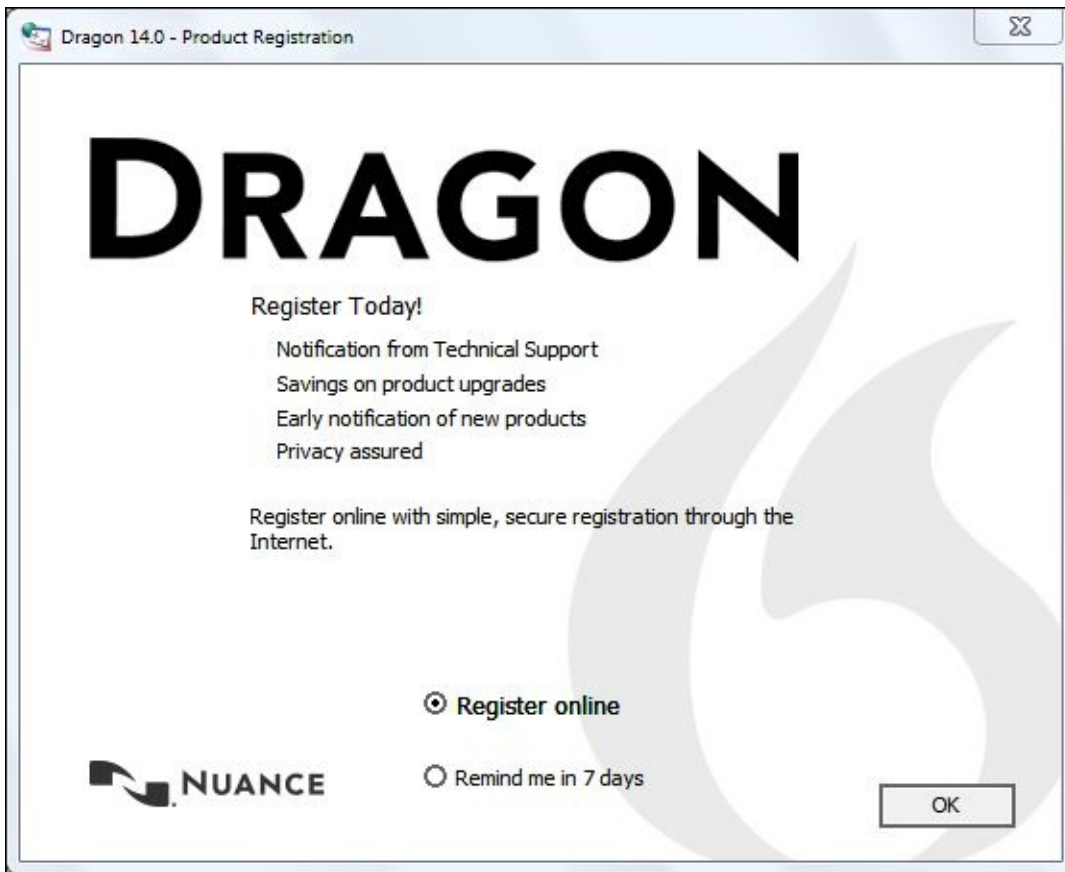 Dragon 14.0 - Product Registration
DRAGON
Register Today!
Notification from Technical Support
Savings on product upgrades
Early notification of new products
Privacy assured
Register online with simple, secure registration through the
Internet.
Register online
NUANCE
Remind me in 7 days
OK